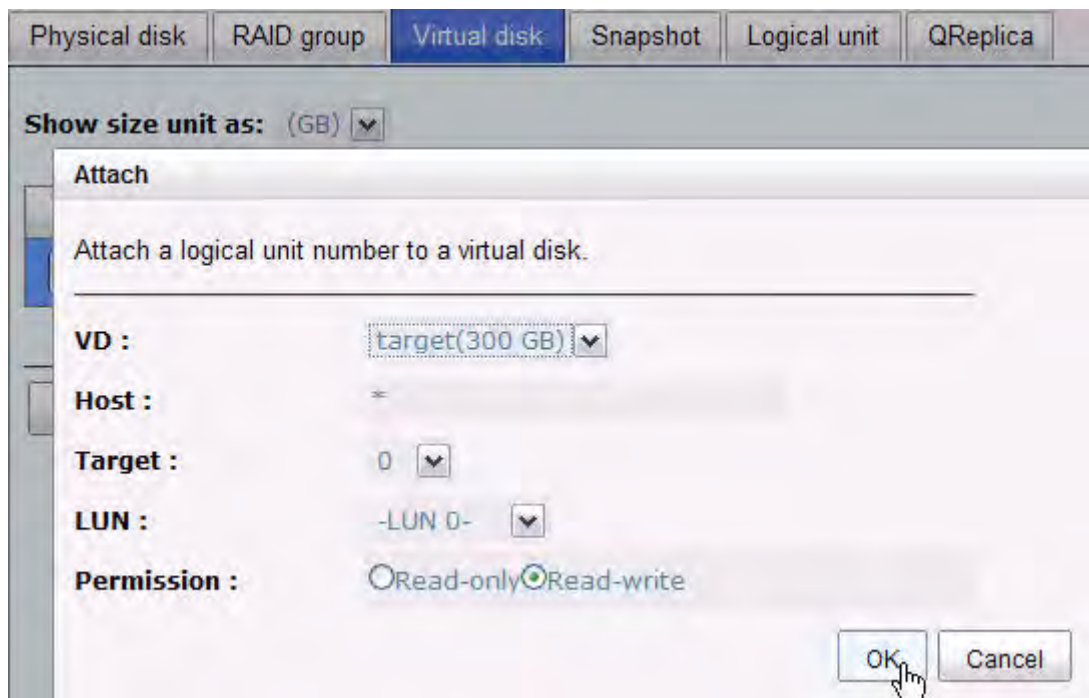 Physical disk RAID group Virtual disk Snapshot Logical unit QReplica
Show size unit as: (GB)
Attach
Attach a logical unit number to a virtual disk.
VD : target(300 GB)
Host : *
Target : 0
LUN : -LUN 0-
Permission : Read-only Read-write
OK Cancel